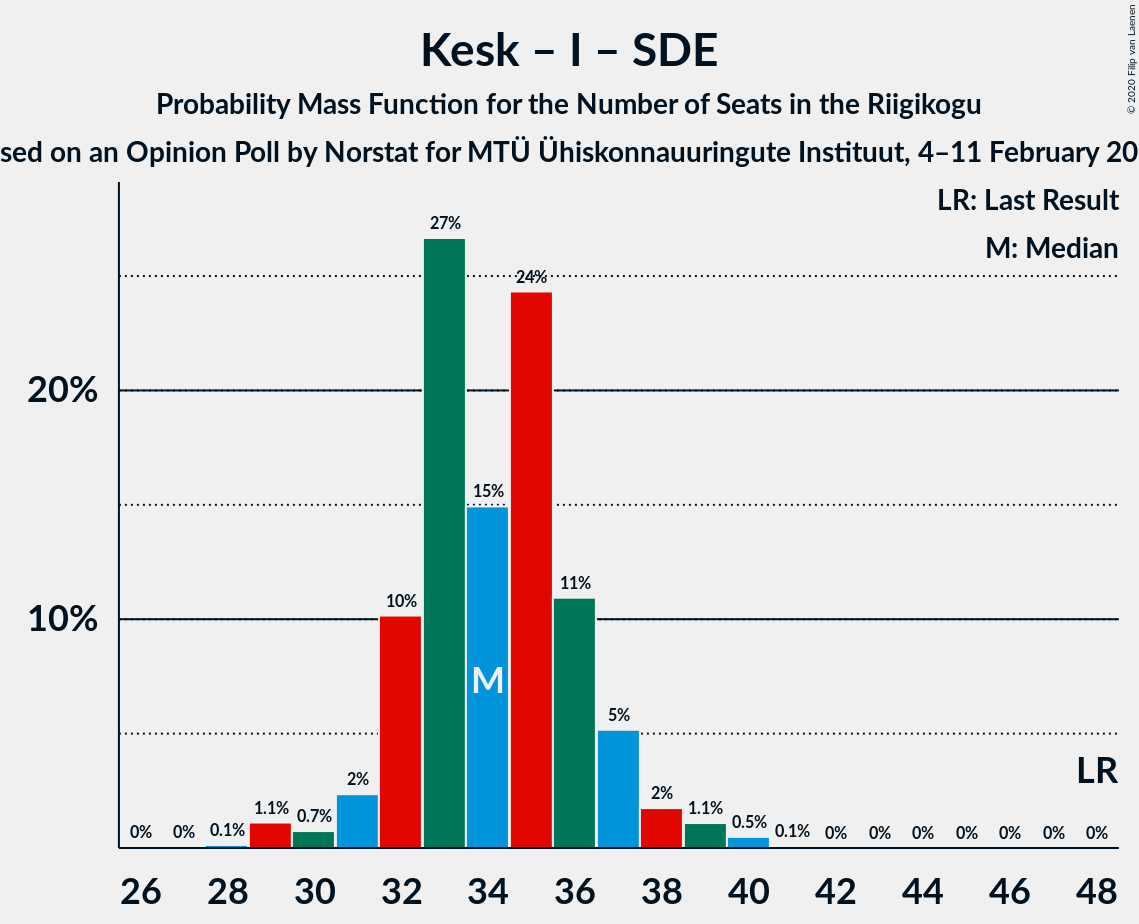 Kesk – I – SDE
Probability Mass Function for the Number of Seats in the Riigikogu
sed on an Opinion Poll by Norstat for MTÜ Ühiskonnauuringute Instituut, 4–11 February 20
© 2020 Filip van Laenen
LR: Last Result
M: Median
20%
10%
0% 0% 0.1% 1.1% 0.7% 2% 10% 27% 15% 24% 11% 5% 2% 1.1% 0.5% 0.1% 0% 0% 0% 0% 0% 0% 0%
M
LR
26 28 30 32 34 36 38 40 42 44 46 48